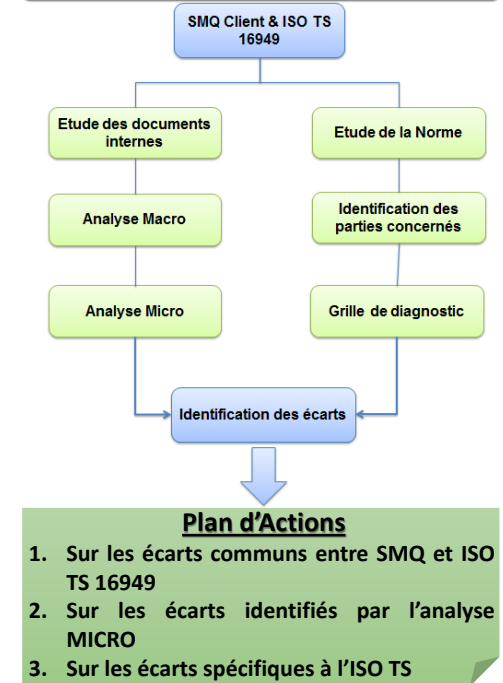 SMQ Client & ISO TS
16949
Etude des documents
internes
Etude de la Norme
Analyse Macro
Identification des
parties concernés
Analyse Micro
Grille de diagnostic
Identification des écarts
Plan d'Actions
1. Sur les écarts communs entre SMQ et ISO
TS 16949
2. Sur les écarts identifiés par l'analyse
MICRO
3. Sur les écarts spécifiques à l'ISO TS